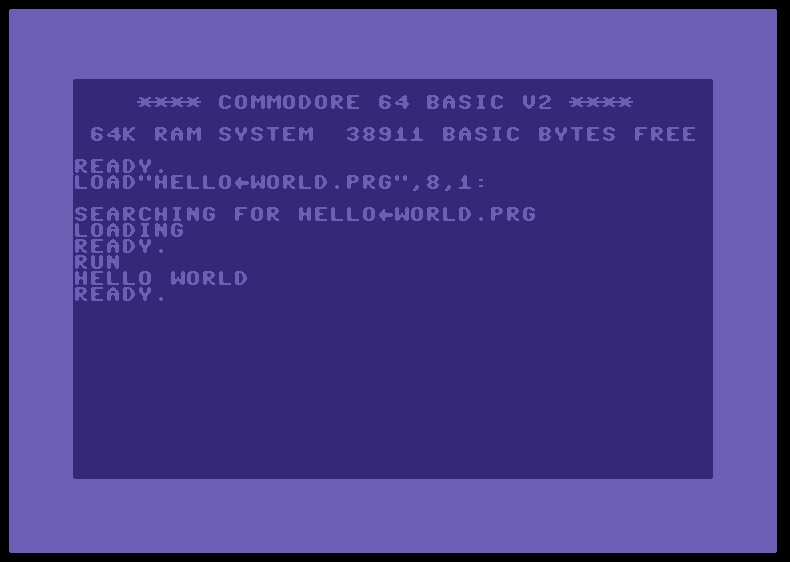 **** COMMODORE 64 BASIC V2 ****
64K RAM SYSTEM  38911 BASIC BYTES FREE
READY.
LOAD"HELLO←WORLD.PRG",8,1:
SEARCHING FOR HELLO←WORLD.PRG
LOADING
READY.
RUN
HELLO WORLD
READY.